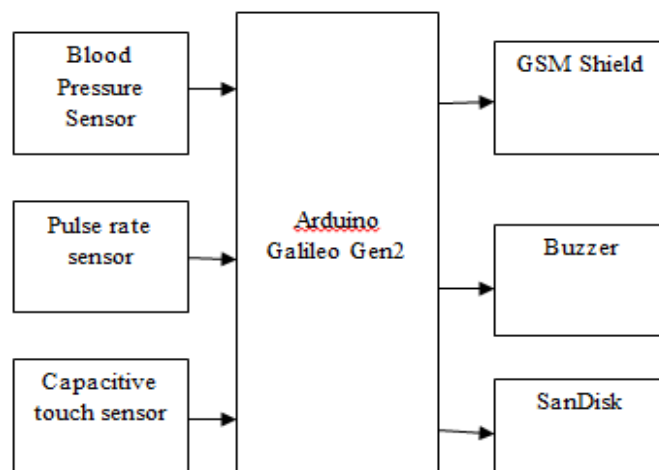 Blood
Pressure
Sensor
Pulse rate
sensor
Capacitive
touch sensor
Arduino
Galileo Gen2
GSM Shield
Buzzer
SanDisk